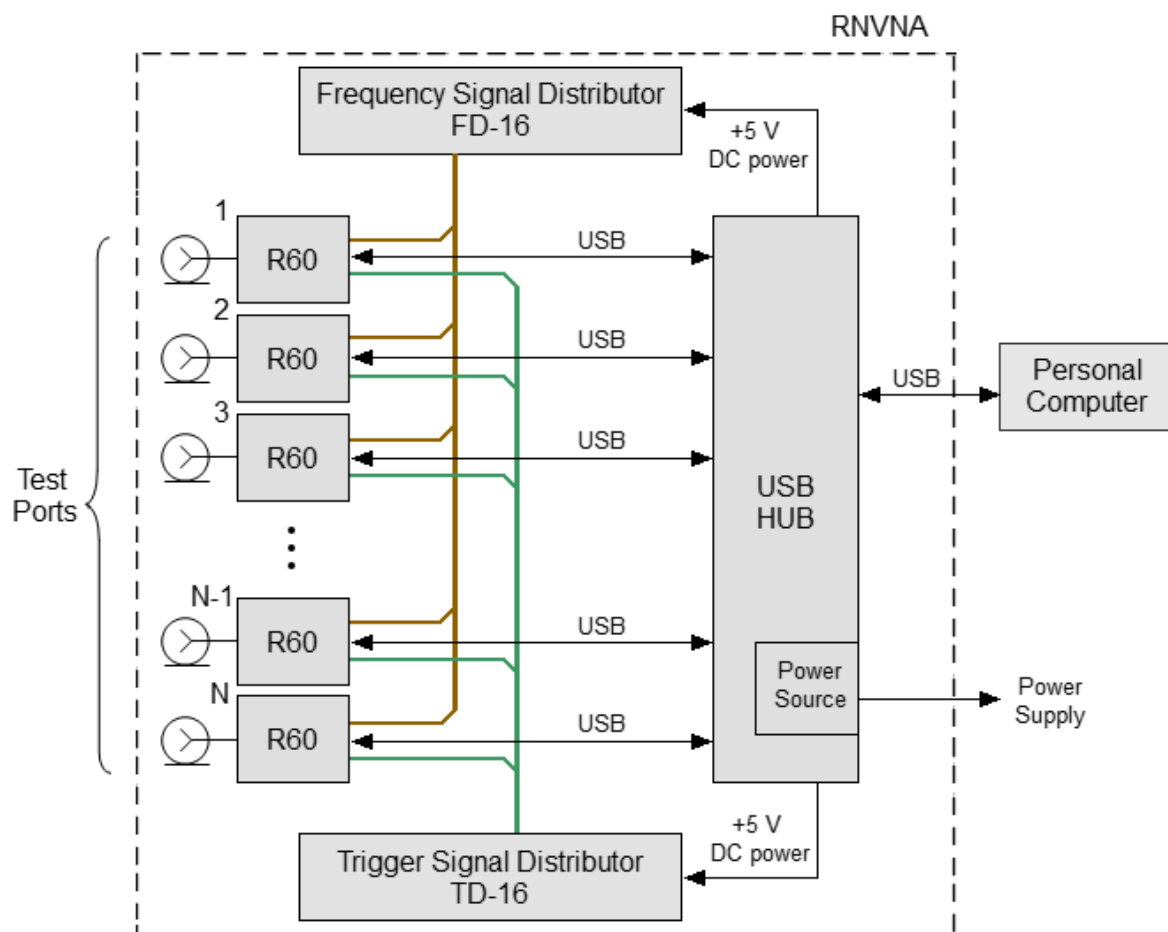 RNVNA
Frequency Signal Distributor
FD-16
+5 V
DC power
1
R60
USB
2
R60
USB
3
R60
USB
Test
Ports
N-1
R60
USB
N
R60
USB
USB
HUB
Power
Source
USB
Personal
Computer
Power
Supply
+5 V
DC power
Trigger Signal Distributor
TD-16